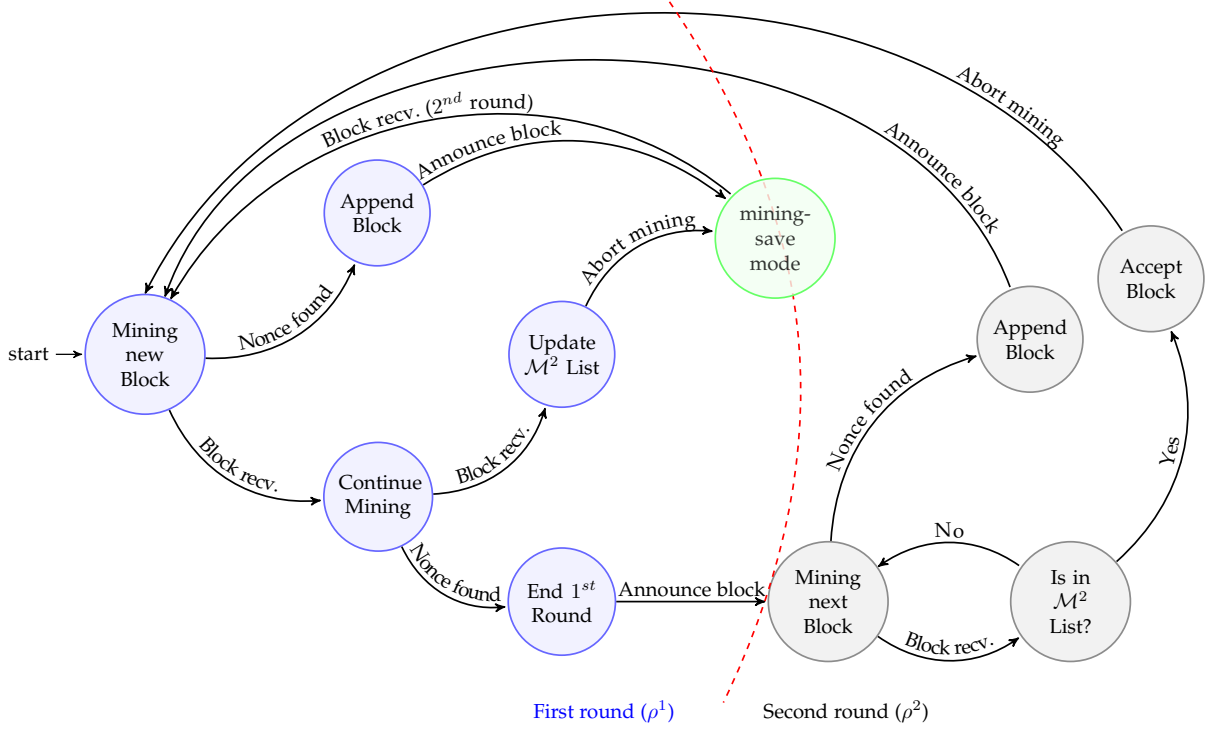 Abort mining
Block recv. (2^{nd} round)
Announce block
Announce block
Append
Block
mining-
save
mode
Abort mining
Accept
Block
Nonce found
start
Mining
new
Block
Update
\mathcal{M}^2 List
Append
Block
Nonce found
Block recv.
Block recv.
Yes
Continue
Mining
No
Nonce found
End 1^{st}
Round
Announce block
Mining
next
Block
Is in
\mathcal{M}^2
List?
Block recv.
First round (ρ^1)
Second round (ρ^2)